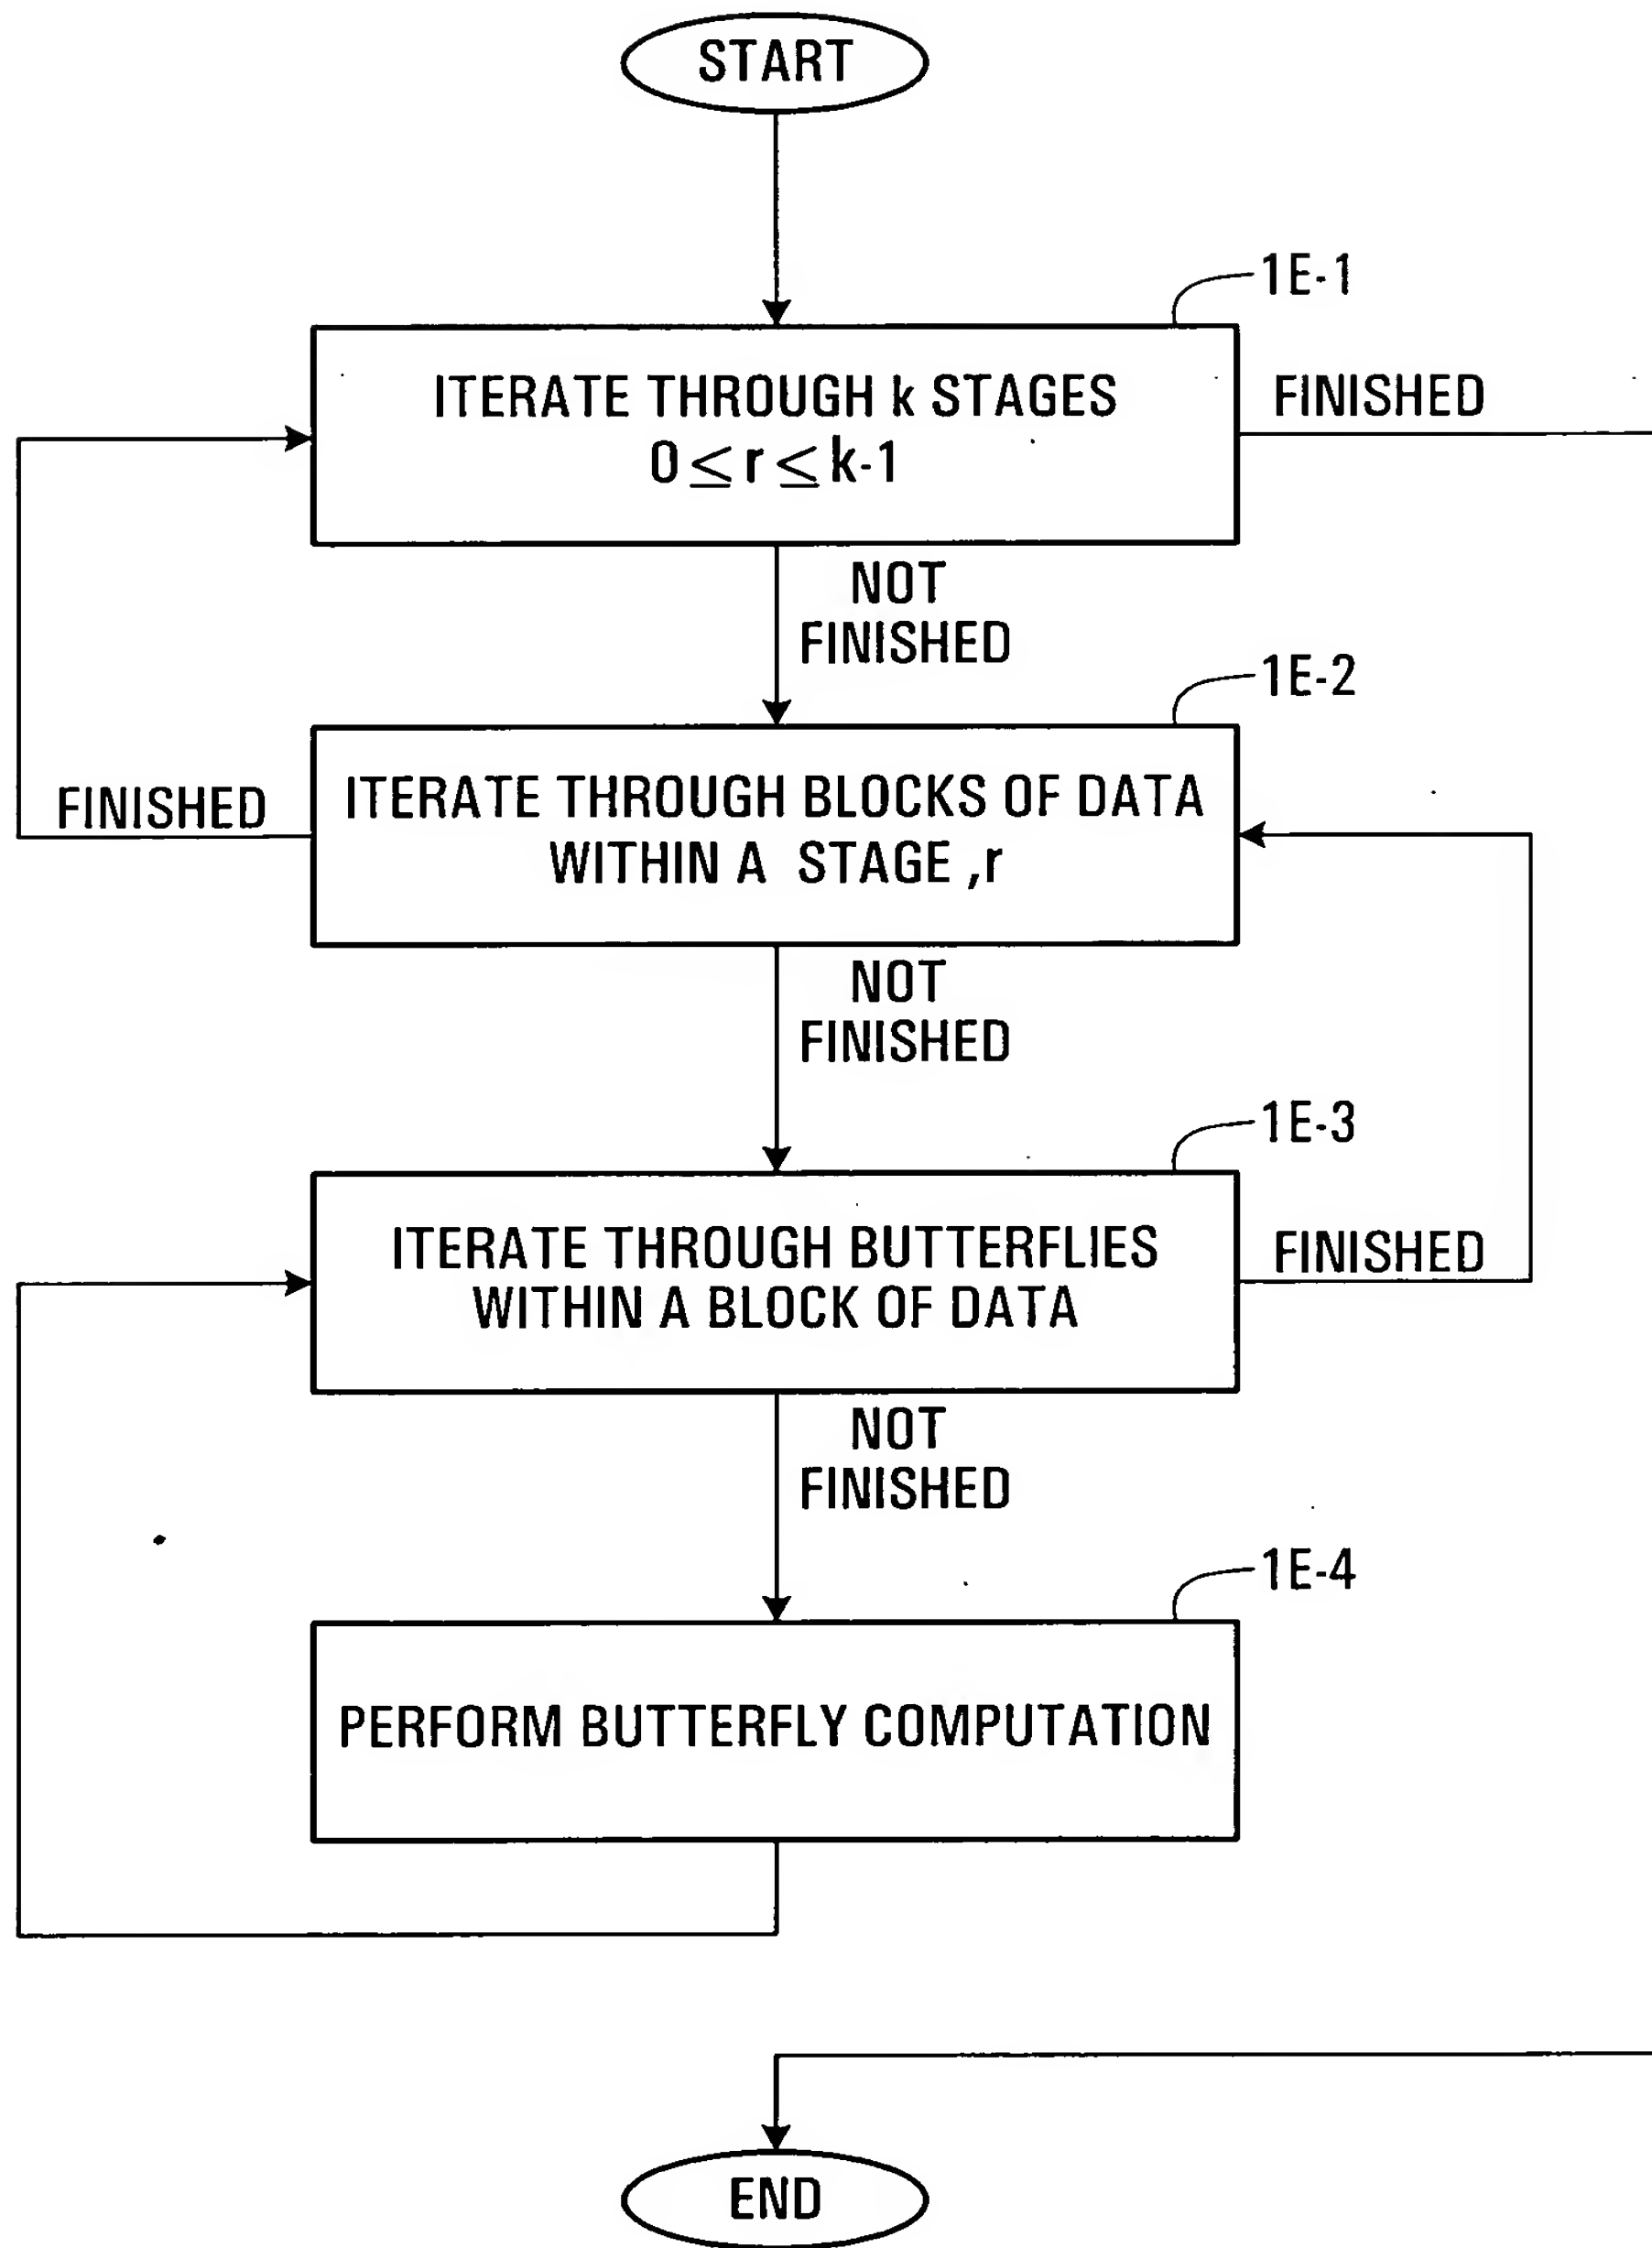 START
1E-1
ITERATE THROUGH k STAGES
0≤r≤k-1
FINISHED
NOT
FINISHED
1E-2
ITERATE THROUGH BLOCKS OF DATA
WITHIN A STAGE ,r
FINISHED
NOT
FINISHED
1E-3
ITERATE THROUGH BUTTERFLIES
WITHIN A BLOCK OF DATA
FINISHED
NOT
FINISHED
1E-4
PERFORM BUTTERFLY COMPUTATION
END